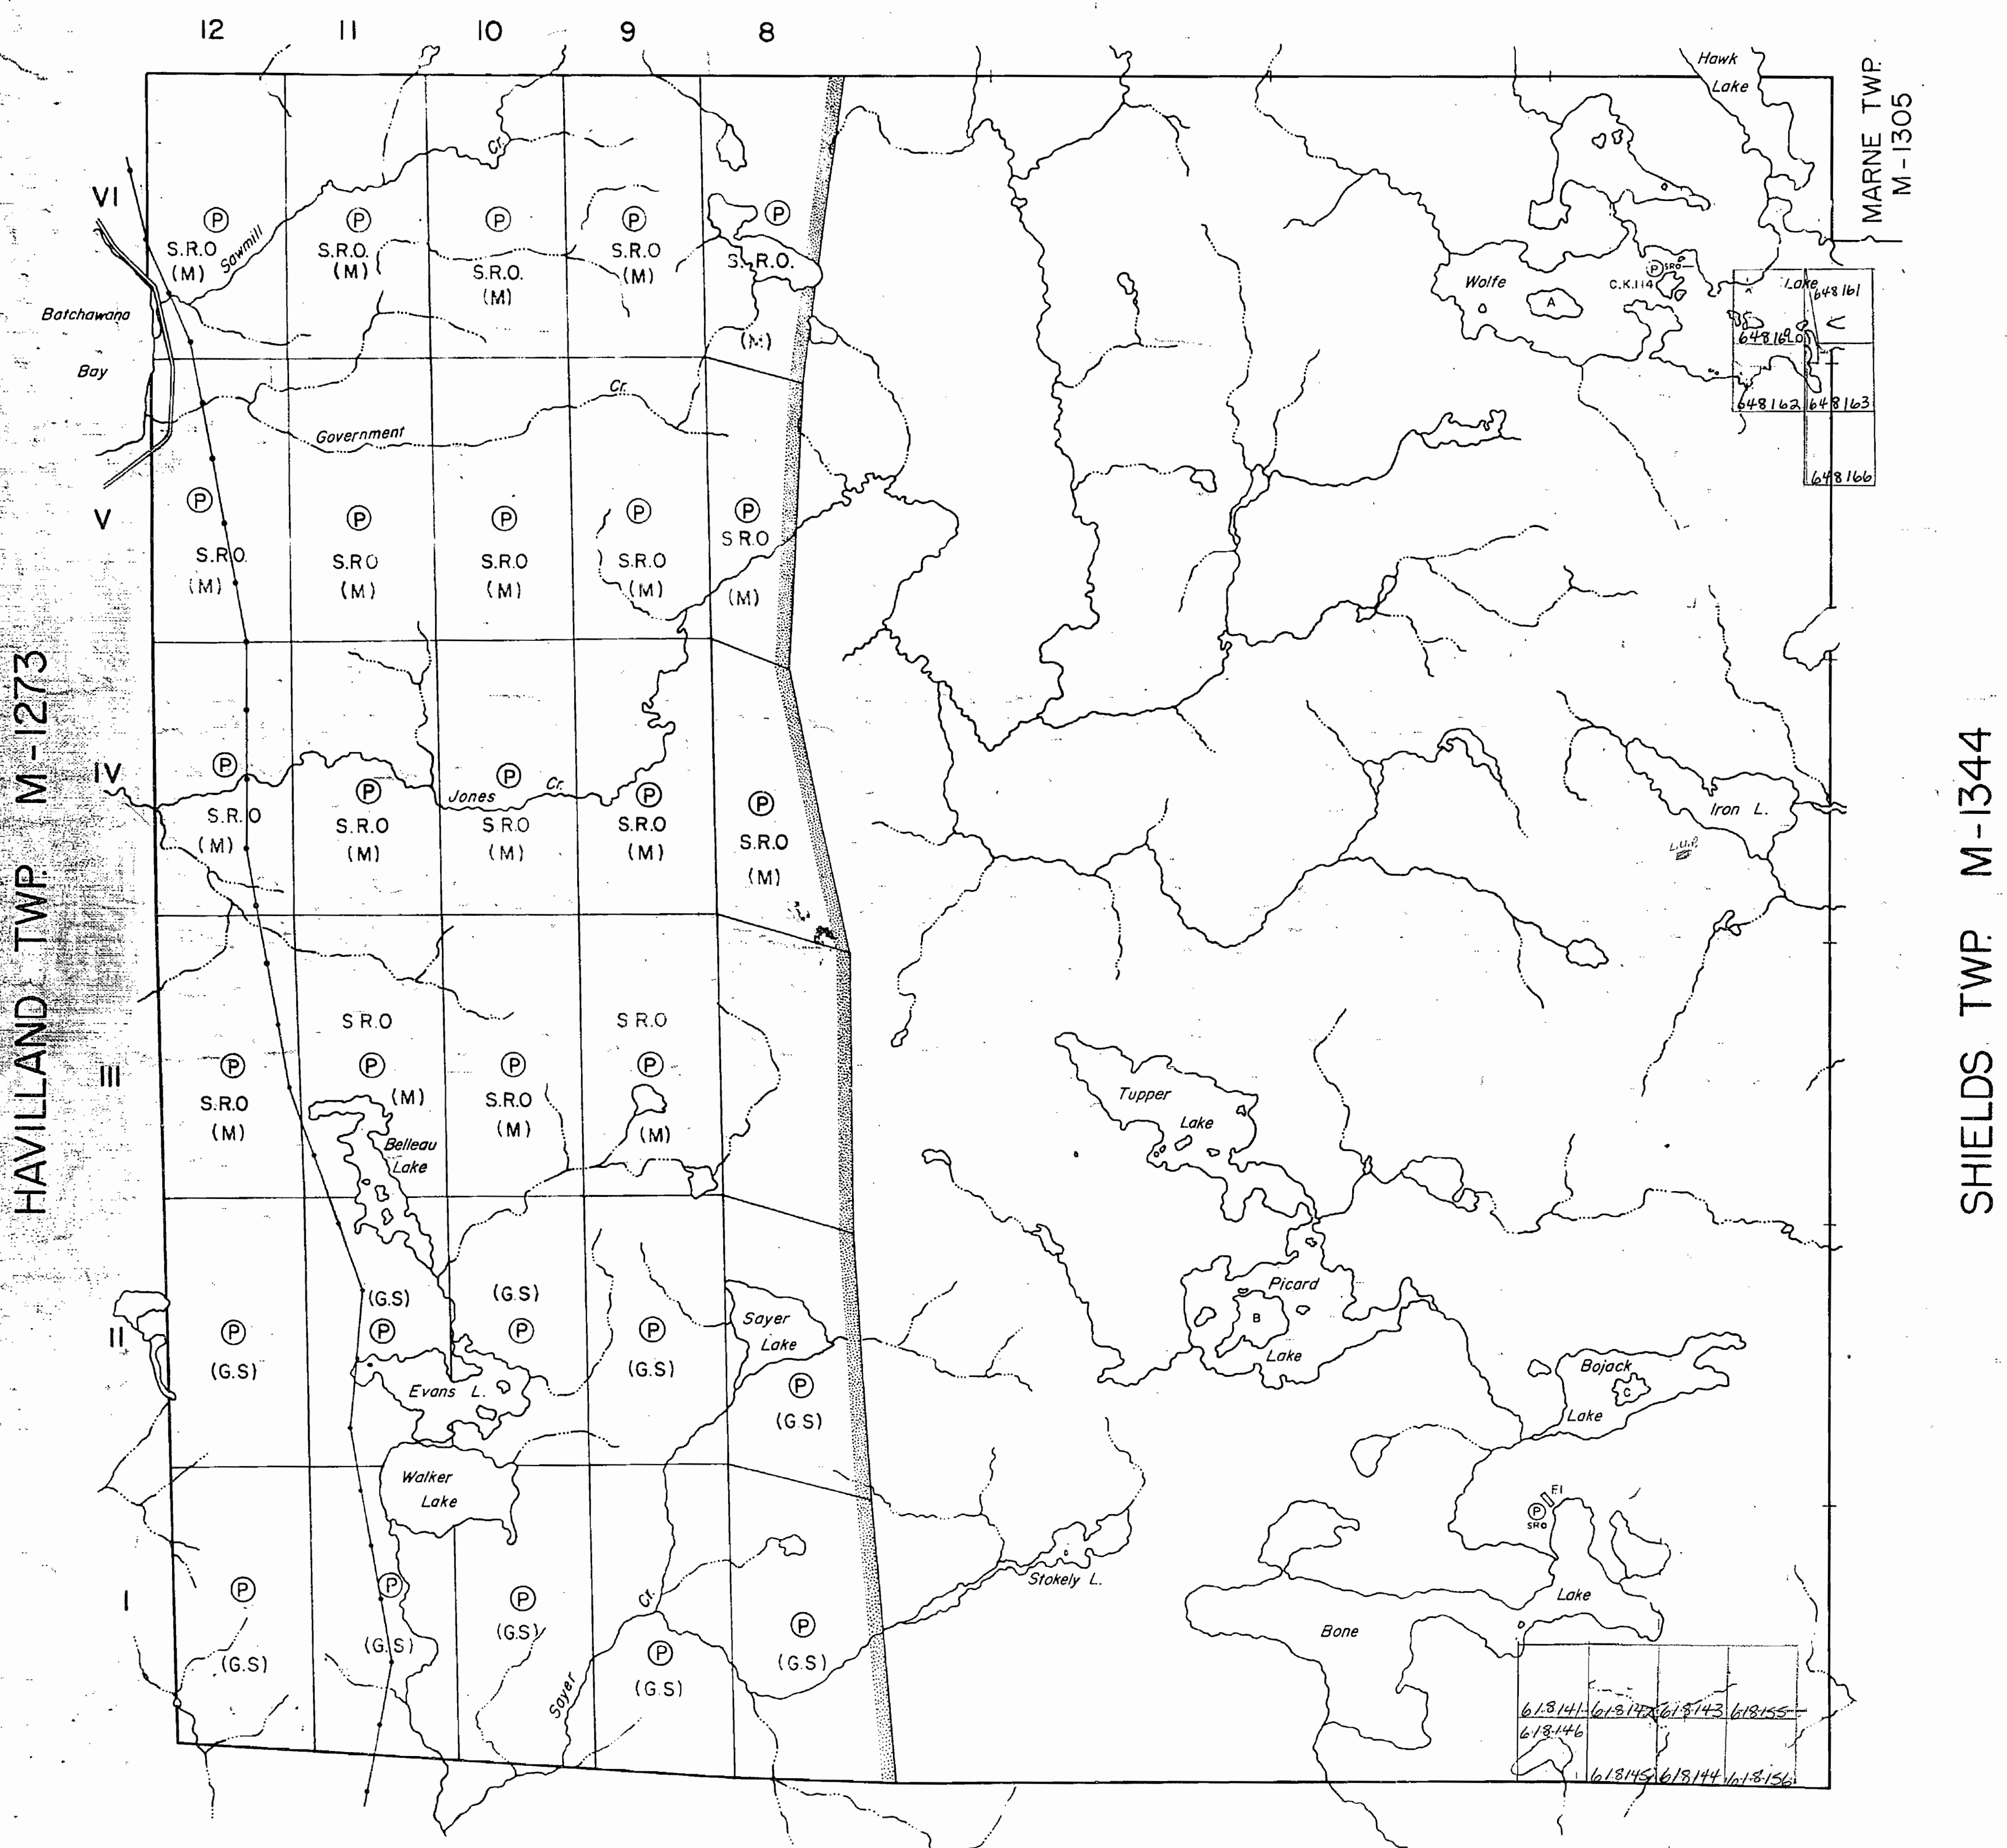 12 11 10 9 8
Hawk
Lake
MARNE TWP.
M-1305
VI
Cr.
Sawmill
P P P P P
S.R.O S.R.O. S.R.O. S.R.O S.R.O.
(M) (M) (M) (M) (M)
Batchawana
Bay
Wolfe
A
P SRO
C.K.114
Lake
648161
648162 648163
648166
Cr.
Government
V
P P P P P
S.R.O. S.R.O S.R.O S.R.O S.R.O
(M) (M) (M) (M) (M)
HAVILLAND TWP. M-1273
SHIELDS TWP. M-1344
IV
P P P P P
Jones Cr.
S.R.O S.R.O S.R.O S.R.O S.R.O
(M) (M) (M) (M) (M)
Iron L.
L.U.P.
III
S.R.O S.R.O
P P P P
S.R.O (M) S.R.O
(M) (M) (M)
Belleau
Lake
Tupper
Lake
II
(G.S) (G.S)
P P P P
(G.S) (G.S)
Sayer
Lake
P
(G.S)
Evans L.
Picard
B
Lake
Bojack
C
Lake
Walker
Lake
F.I
P
SRO
Stokely L.
Lake
Bone
I
P P P P P
(G.S) (G.S) (G.S) (G.S) (G.S)
Cr.
Sayer
618141 618142 618143 618155
618146
618145 618144 618156